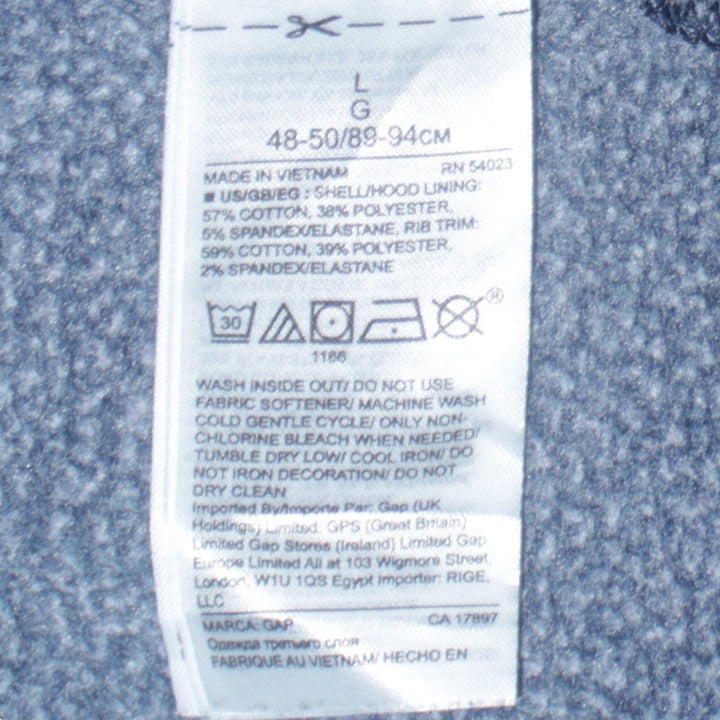 L
G
48-50/89-94CM
MADE IN VIETNAM RN 54023
■ US/GB/EG : SHELL/HOOD LINING:
57% COTTON, 38% POLYESTER,
5% SPANDEX/ELASTANE, RIB TRIM:
59% COTTON, 39% POLYESTER,
2% SPANDEX/ELASTANE
30
®
1166
WASH INSIDE OUT/ DO NOT USE
FABRIC SOFTENER/ MACHINE WASH
COLD GENTLE CYCLE/ ONLY NON-
CHLORINE BLEACH WHEN NEEDED/
TUMBLE DRY LOW/ COOL IRON/ DO
NOT IRON DECORATION/ DO NOT
DRY CLEAN
Imported By/Importe Par: Gap (UK
Holdings) Limited. GPS (Great Britain)
Limited Gap Stores (Ireland) Limited Gap
Europe Limited All at 103 Wigmore Street,
London, W1U 1QS Egypt Importer: RIGE,
LLC
MARCA: GAP CA 17897
Одежда третьего слоя
FABRIQUE AU VIETNAM/ HECHO EN